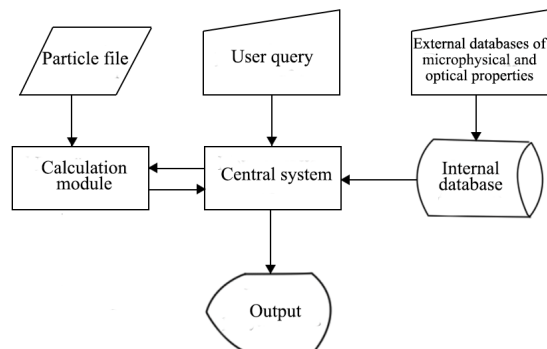 Particle file
User query
External databases of
microphysical and
optical properties
Calculation
module
Central system
Internal
database
Output